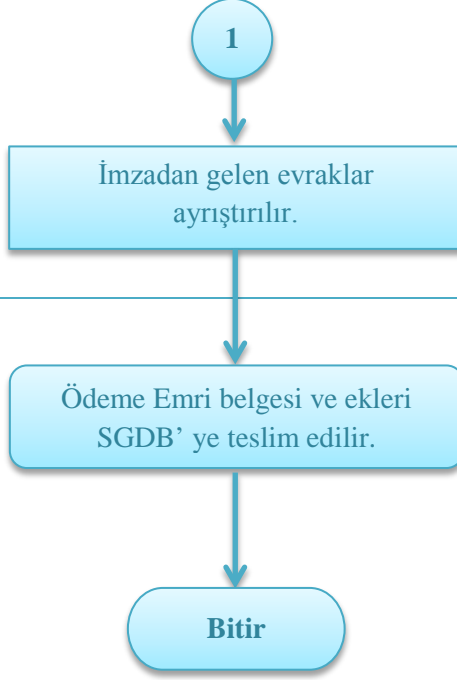 1
İmzadan gelen evraklar
ayrıştırılır.
Ödeme Emri belgesi ve ekleri
SGDB’ ye teslim edilir.
Bitir